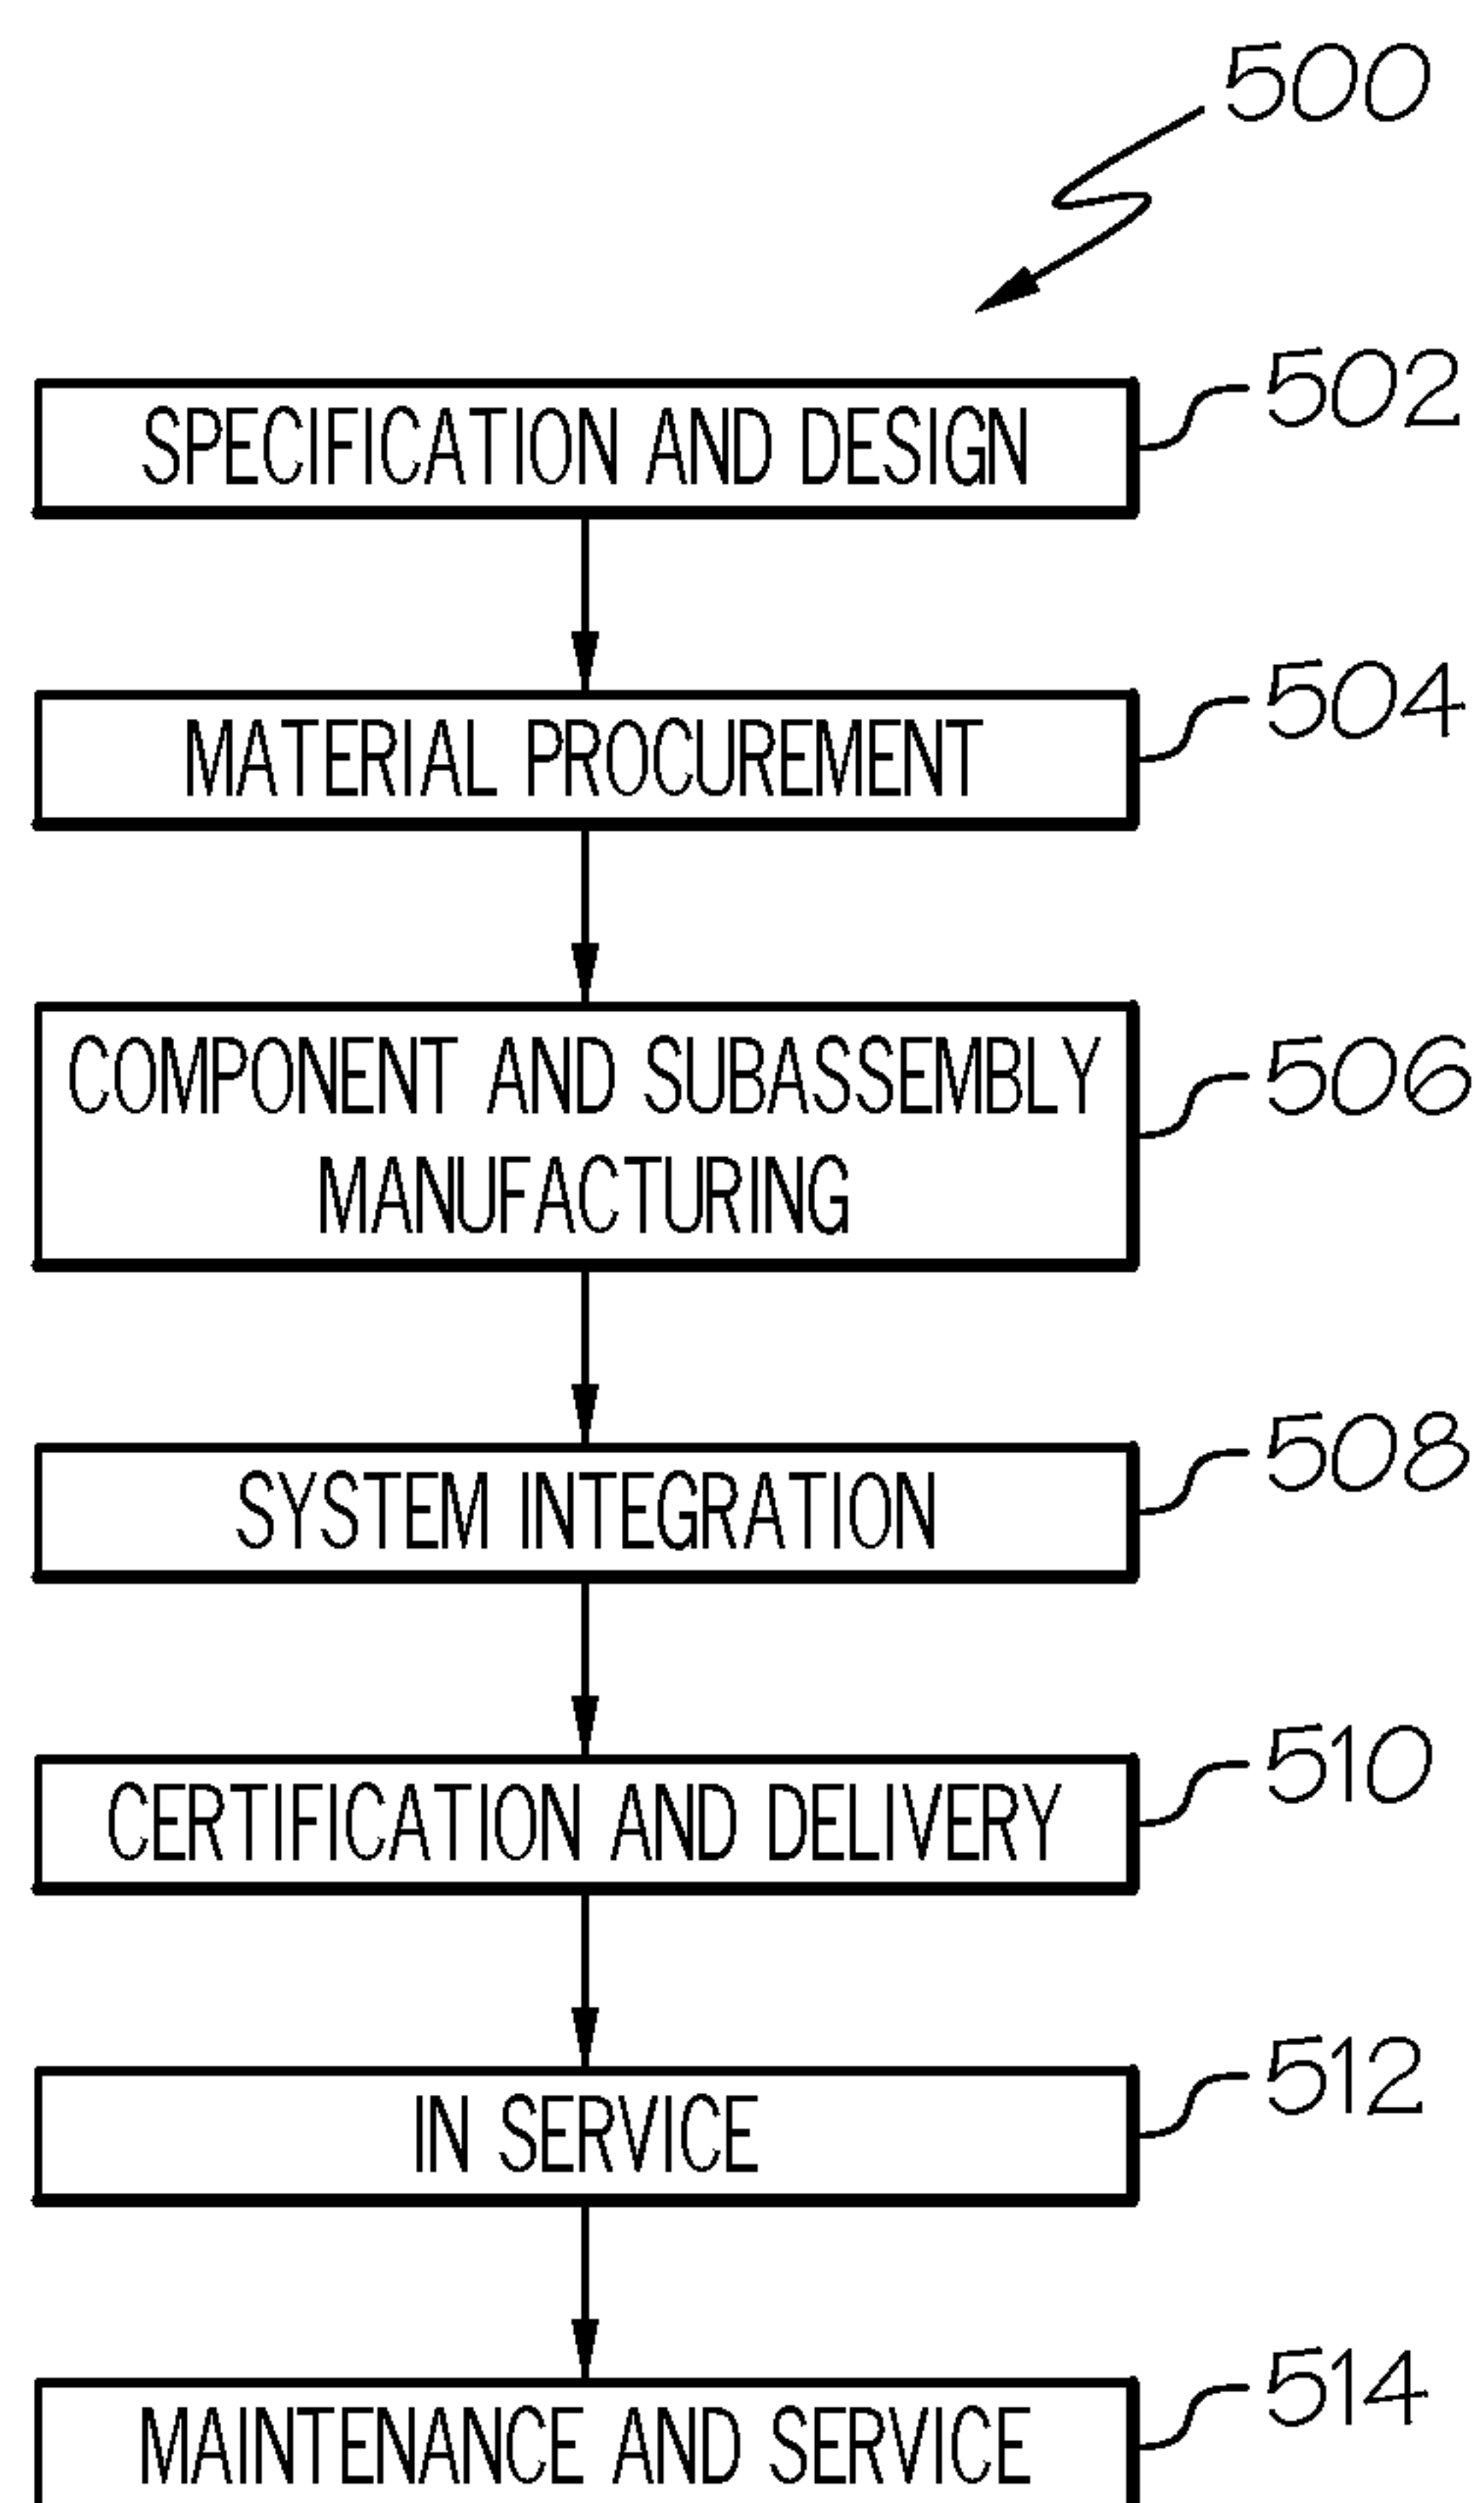 500
SPECIFICATION AND DESIGN
502
MATERIAL PROCUREMENT
504
COMPONENT AND SUBASSEMBLY
MANUFACTURING
506
SYSTEM INTEGRATION
508
CERTIFICATION AND DELIVERY
510
IN SERVICE
512
MAINTENANCE AND SERVICE
514